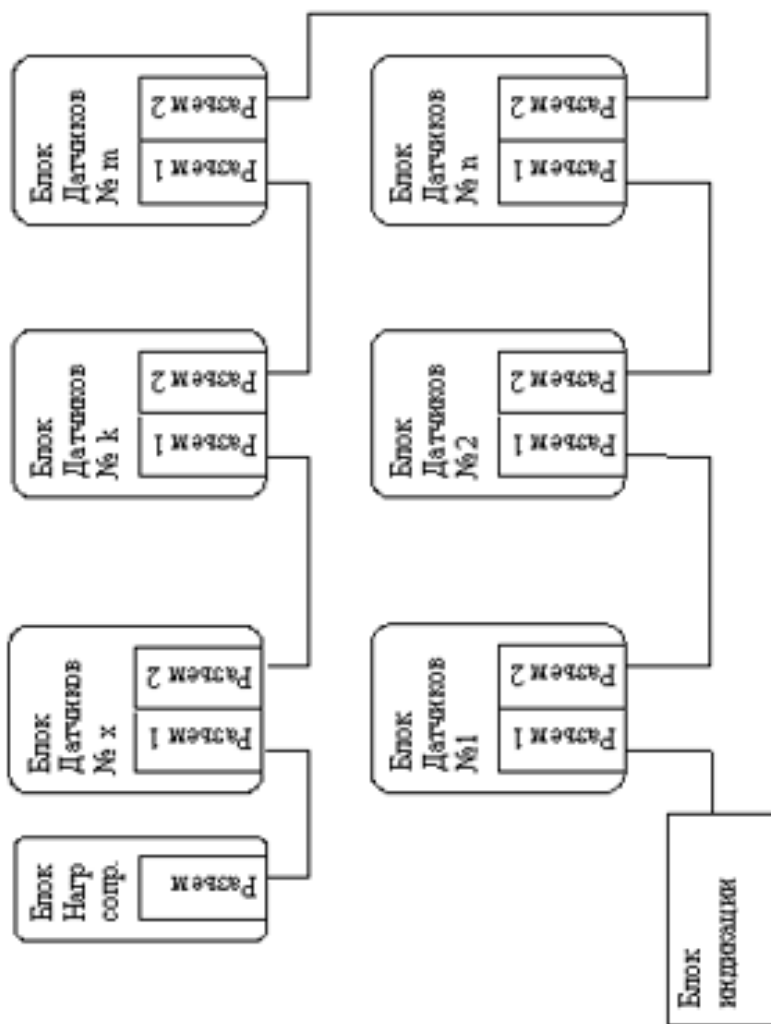 Блок
Нагр
сопр.
Разъем
Блок
Датчиков
№ x
Разъем 1
Разъем 2
Блок
Датчиков
№ k
Разъем 1
Разъем 2
Блок
Датчиков
№ m
Разъем 1
Разъем 2
Блок
индикации
Блок
Датчиков
№1
Разъем 1
Разъем 2
Блок
Датчиков
№2
Разъем 1
Разъем 2
Блок
Датчиков
№ n
Разъем 1
Разъем 2